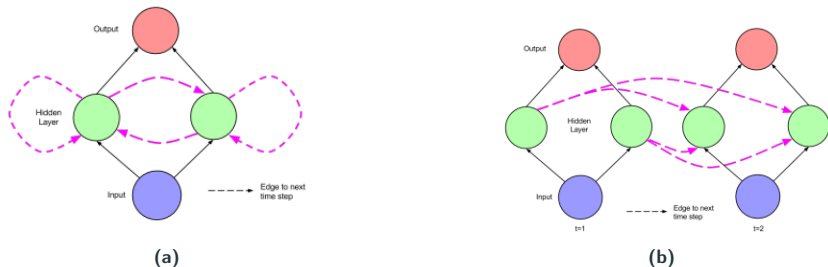 Output
Hidden
Layer
Input
Edge to next
time step
(a)
Output
Hidden
Layer
Input
t=1
Edge to next
time step
t=2
(b)